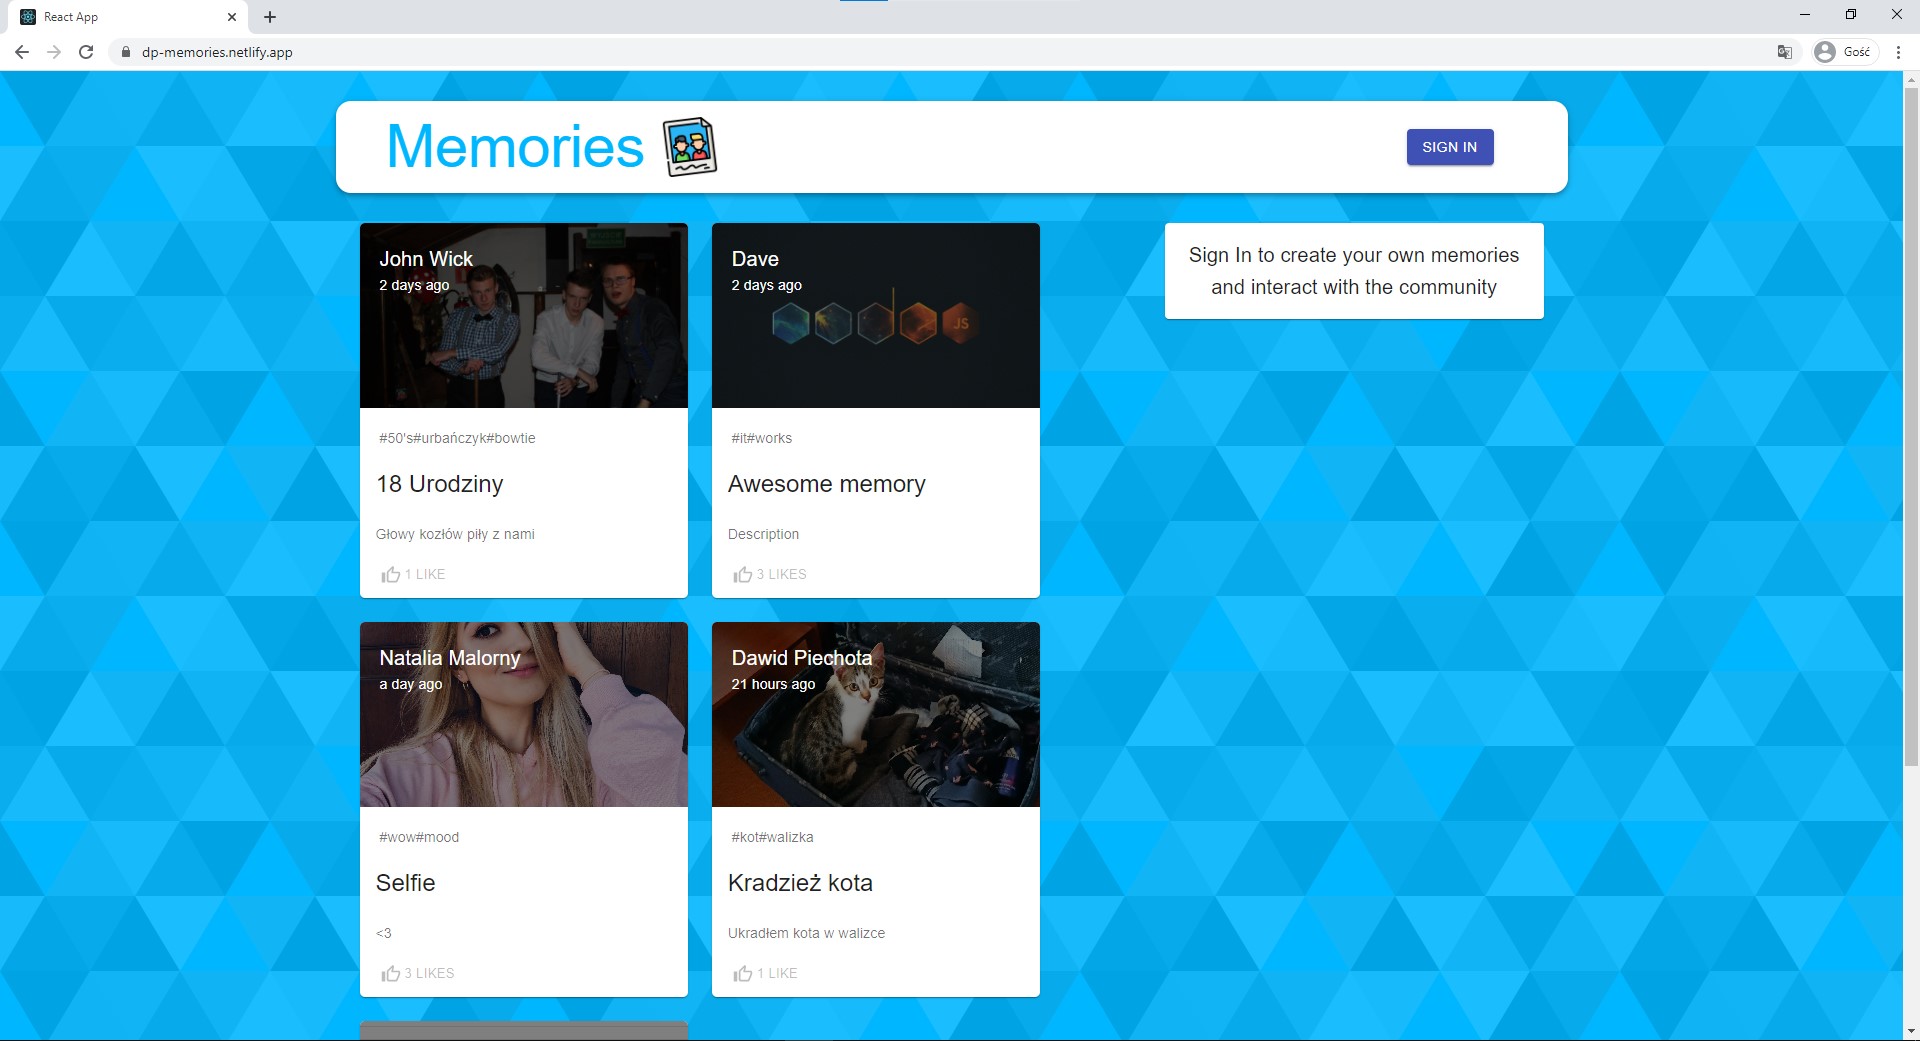 React App
dp-memories.netlify.app
Gość
Memories
SIGN IN
John Wick
2 days ago
#50's#urbańczyk#bowtie
18 Urodziny
Głowy kozłów piły z nami
1 LIKE
Dave
2 days ago
JS
#it#works
Awesome memory
Description
3 LIKES
Sign In to create your own memories
and interact with the community
Natalia Malorny
a day ago
#wow#mood
Selfie
<3
3 LIKES
Dawid Piechota
21 hours ago
#kot#walizka
Kradzież kota
Ukradłem kota w walizce
1 LIKE